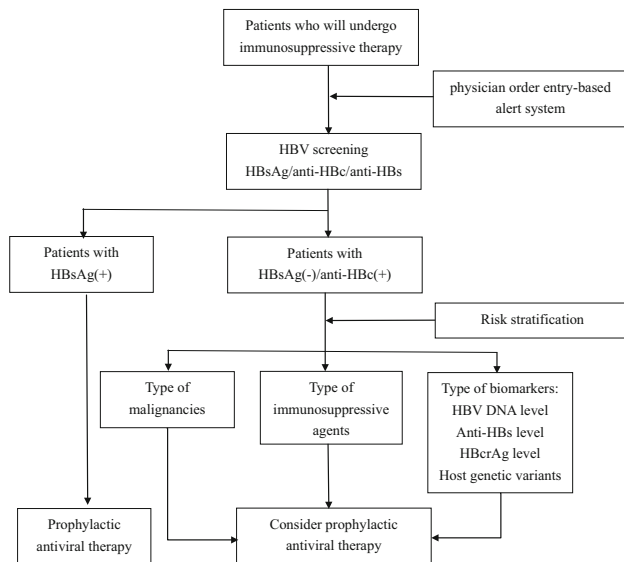 Patients who will undergo
immunosuppressive therapy
physician order entry-based
alert system
HBV screening
HBsAg/anti-HBc/anti-HBs
Patients with
HBsAg(+)
Patients with
HBsAg(-)/anti-HBc(+)
Risk stratification
Type of
malignancies
Type of
immunosuppressive
agents
Type of biomarkers:
HBV DNA level
Anti-HBs level
HBcrAg level
Host genetic variants
Prophylactic
antiviral therapy
Consider prophylactic
antiviral therapy